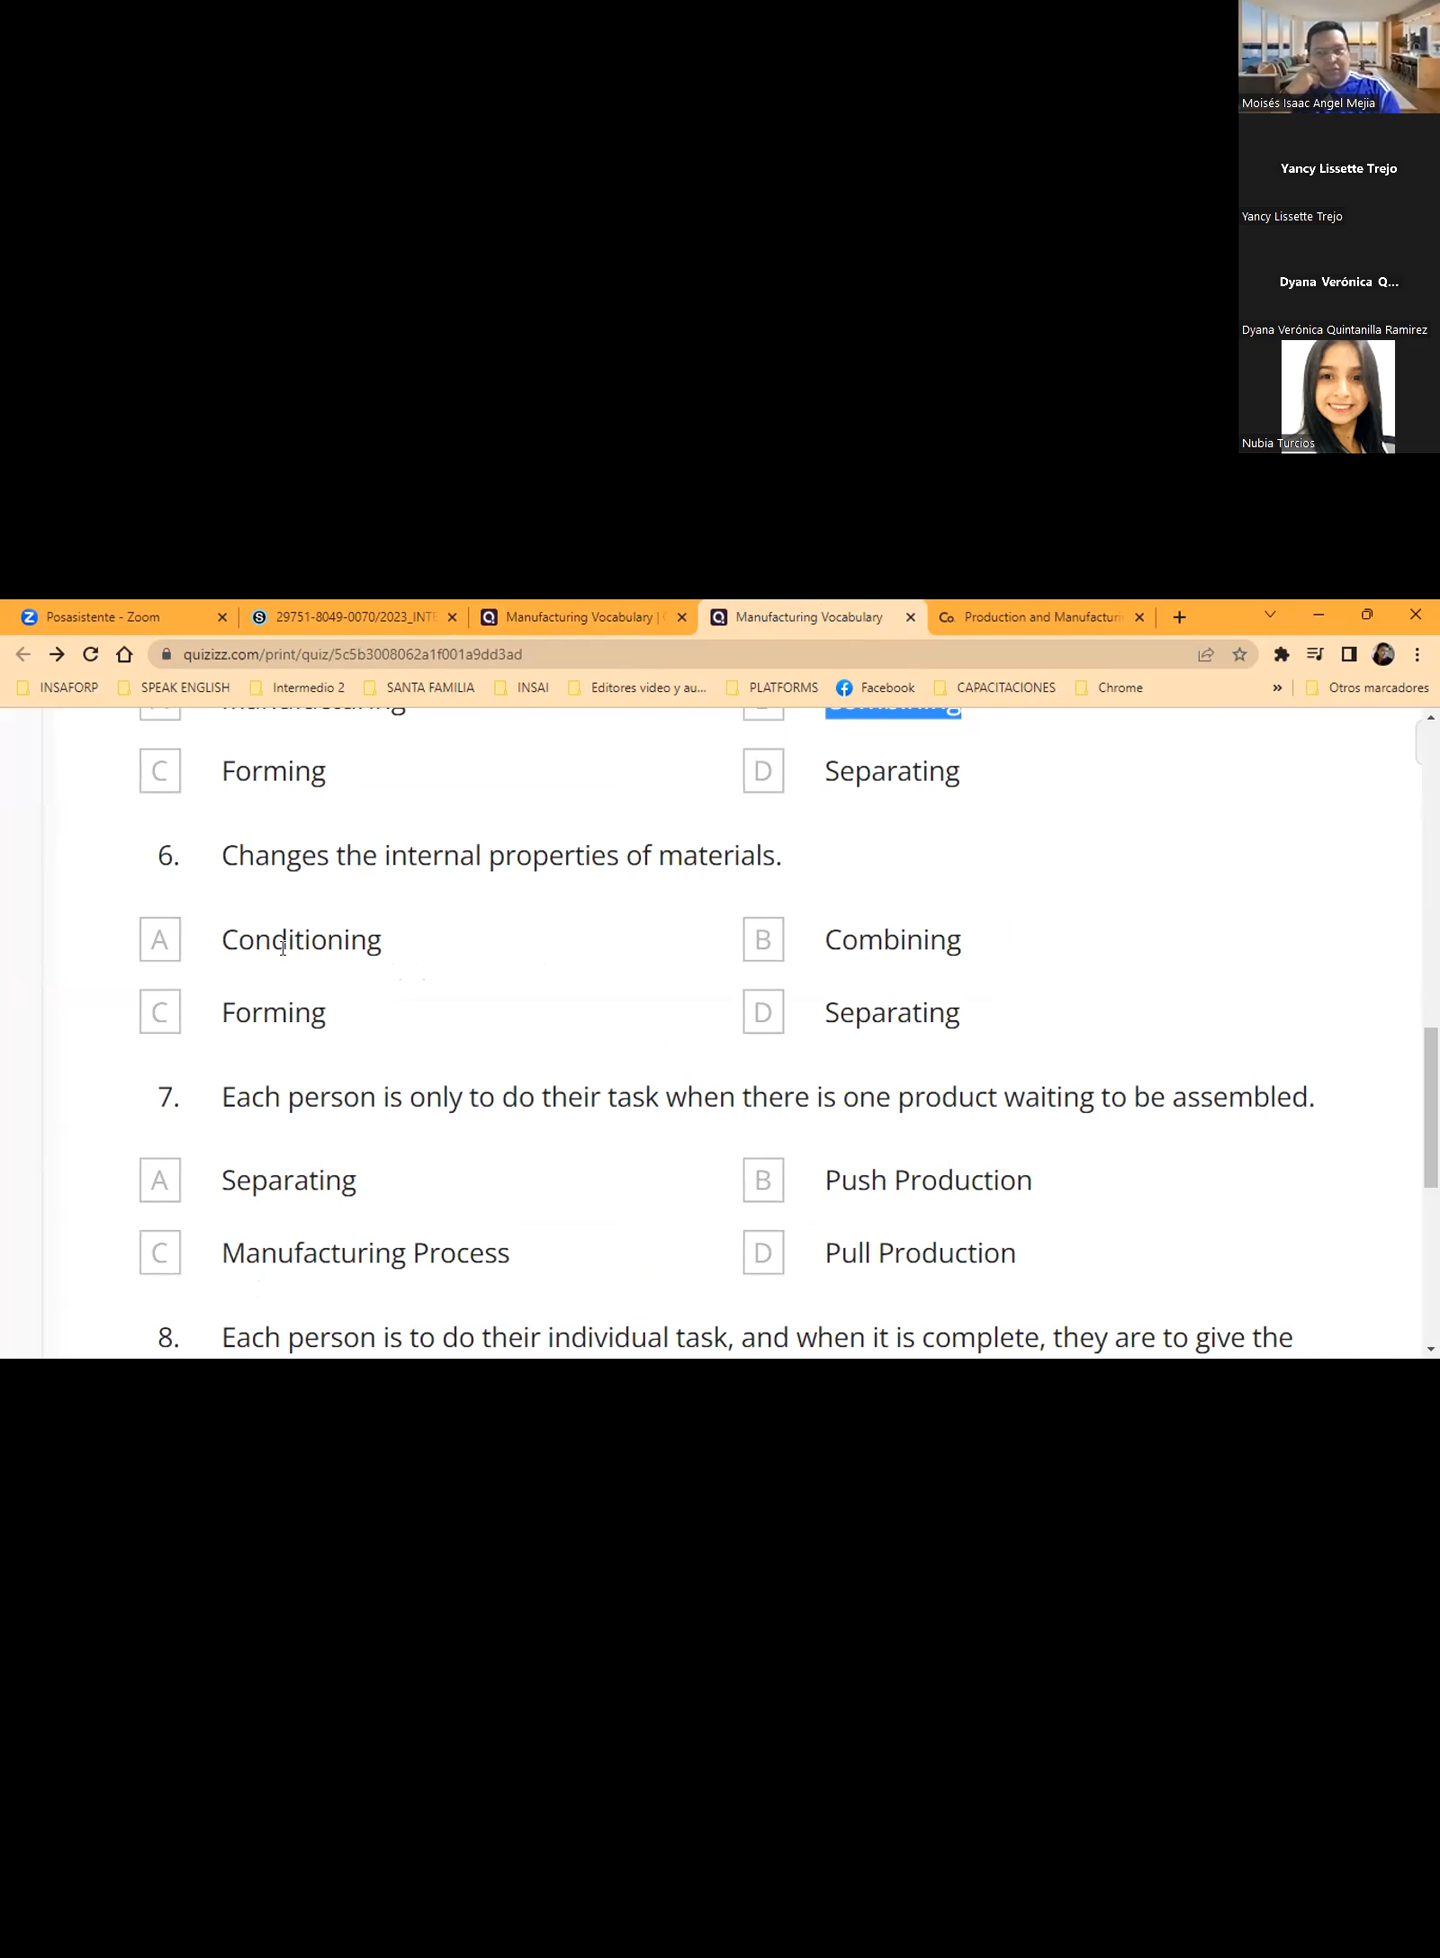 Moisés Isaac Angel Mejia
Yancy Lissette Trejo
Yancy Lissette Trejo
Dyana Verónica Q...
Dyana Verónica Quintanilla Ramirez
Nubia Turcios
Posasistente - Zoom
29751-8049-0070/2023_INTE
Manufacturing Vocabulary |
Manufacturing Vocabulary
Co. Production and Manufacturi
quizizz.com/print/quiz/5c5b3008062a1f001a9dd3ad
INSAFORP SPEAK ENGLISH Intermedio 2 SANTA FAMILIA INSAI Editores video y au... PLATFORMS Facebook CAPACITACIONES Chrome » Otros marcadores
C Forming D Separating
6. Changes the internal properties of materials.
A Conditioning B Combining
C Forming D Separating
7. Each person is only to do their task when there is one product waiting to be assembled.
A Separating B Push Production
C Manufacturing Process D Pull Production
8. Each person is to do their individual task, and when it is complete, they are to give the